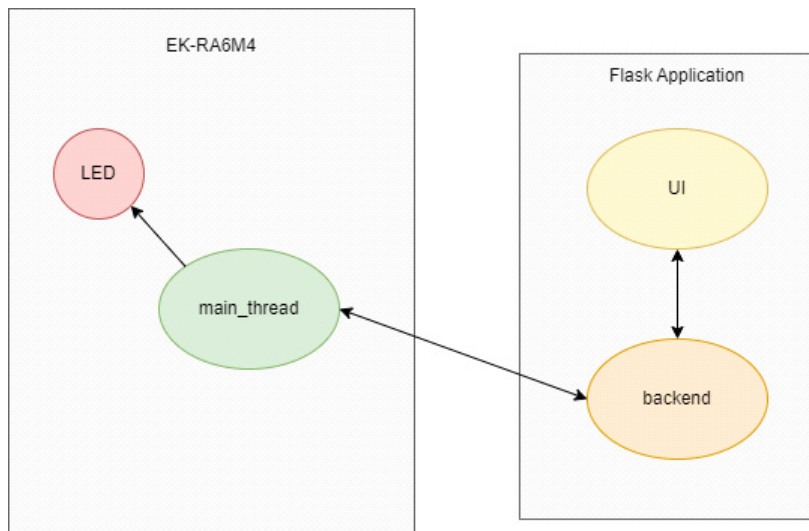 EK-RA6M4
LED
main_thread
Flask Application
UI
backend